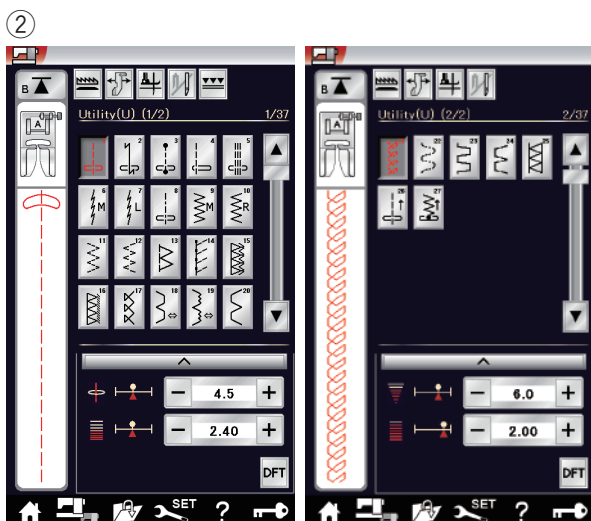 ②
B
A
Utility(U) (1/2) 1/37
1 2 3 4 5
6 M 7 L 8 9 M 10 R
11 12 13 14 15
16 17 18 19 20
− 4.5 +
− 2.40 +
DFT
SET ?
B
A
Utility(U) (2/2) 2/37
22 23 24 25
26 27
− 6.0 +
− 2.00 +
DFT
SET ?